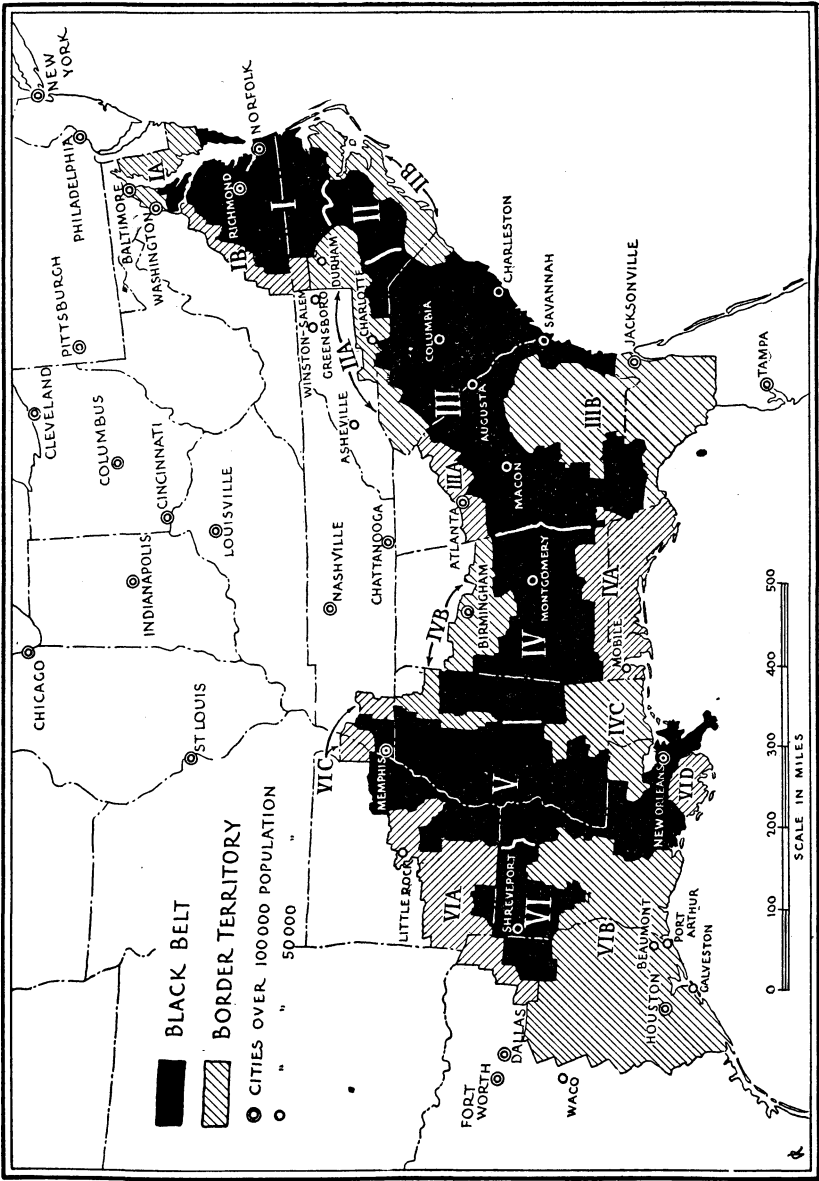 BLACK BELT
BORDER TERRITORY
CITIES OVER 100 000 POPULATION
" " 50 000 "
CHICAGO
CLEVELAND
PITTSBURGH
PHILADELPHIA
NEW
YORK
COLUMBUS
INDIANAPOLIS
CINCINNATI
BALTIMORE
WASHINGTON
IA
ST LOUIS
LOUISVILLE
IB
RICHMOND
NORFOLK
I
NASHVILLE
WINSTON-SALEM
GREENSBORO
DURHAM
ASHEVILLE
IIA
CHARLOTTE
II
IIB
VIC
MEMPHIS
CHATTANOOGA
LITTLE ROCK
IVB
BIRMINGHAM
ATLANTA
IIIA
III
COLUMBIA
AUGUSTA
CHARLESTON
VIA
FORT
WORTH
DALLAS
SHREVEPORT
VI
V
IV
MONTGOMERY
MACON
SAVANNAH
WACO
VIB
IVC
IVA
MOBILE
IIIB
JACKSONVILLE
HOUSTON
BEAUMONT
PORT
ARTHUR
GALVESTON
NEW ORLEANS
VID
TAMPA
0 100 200 300 400 500
SCALE IN MILES